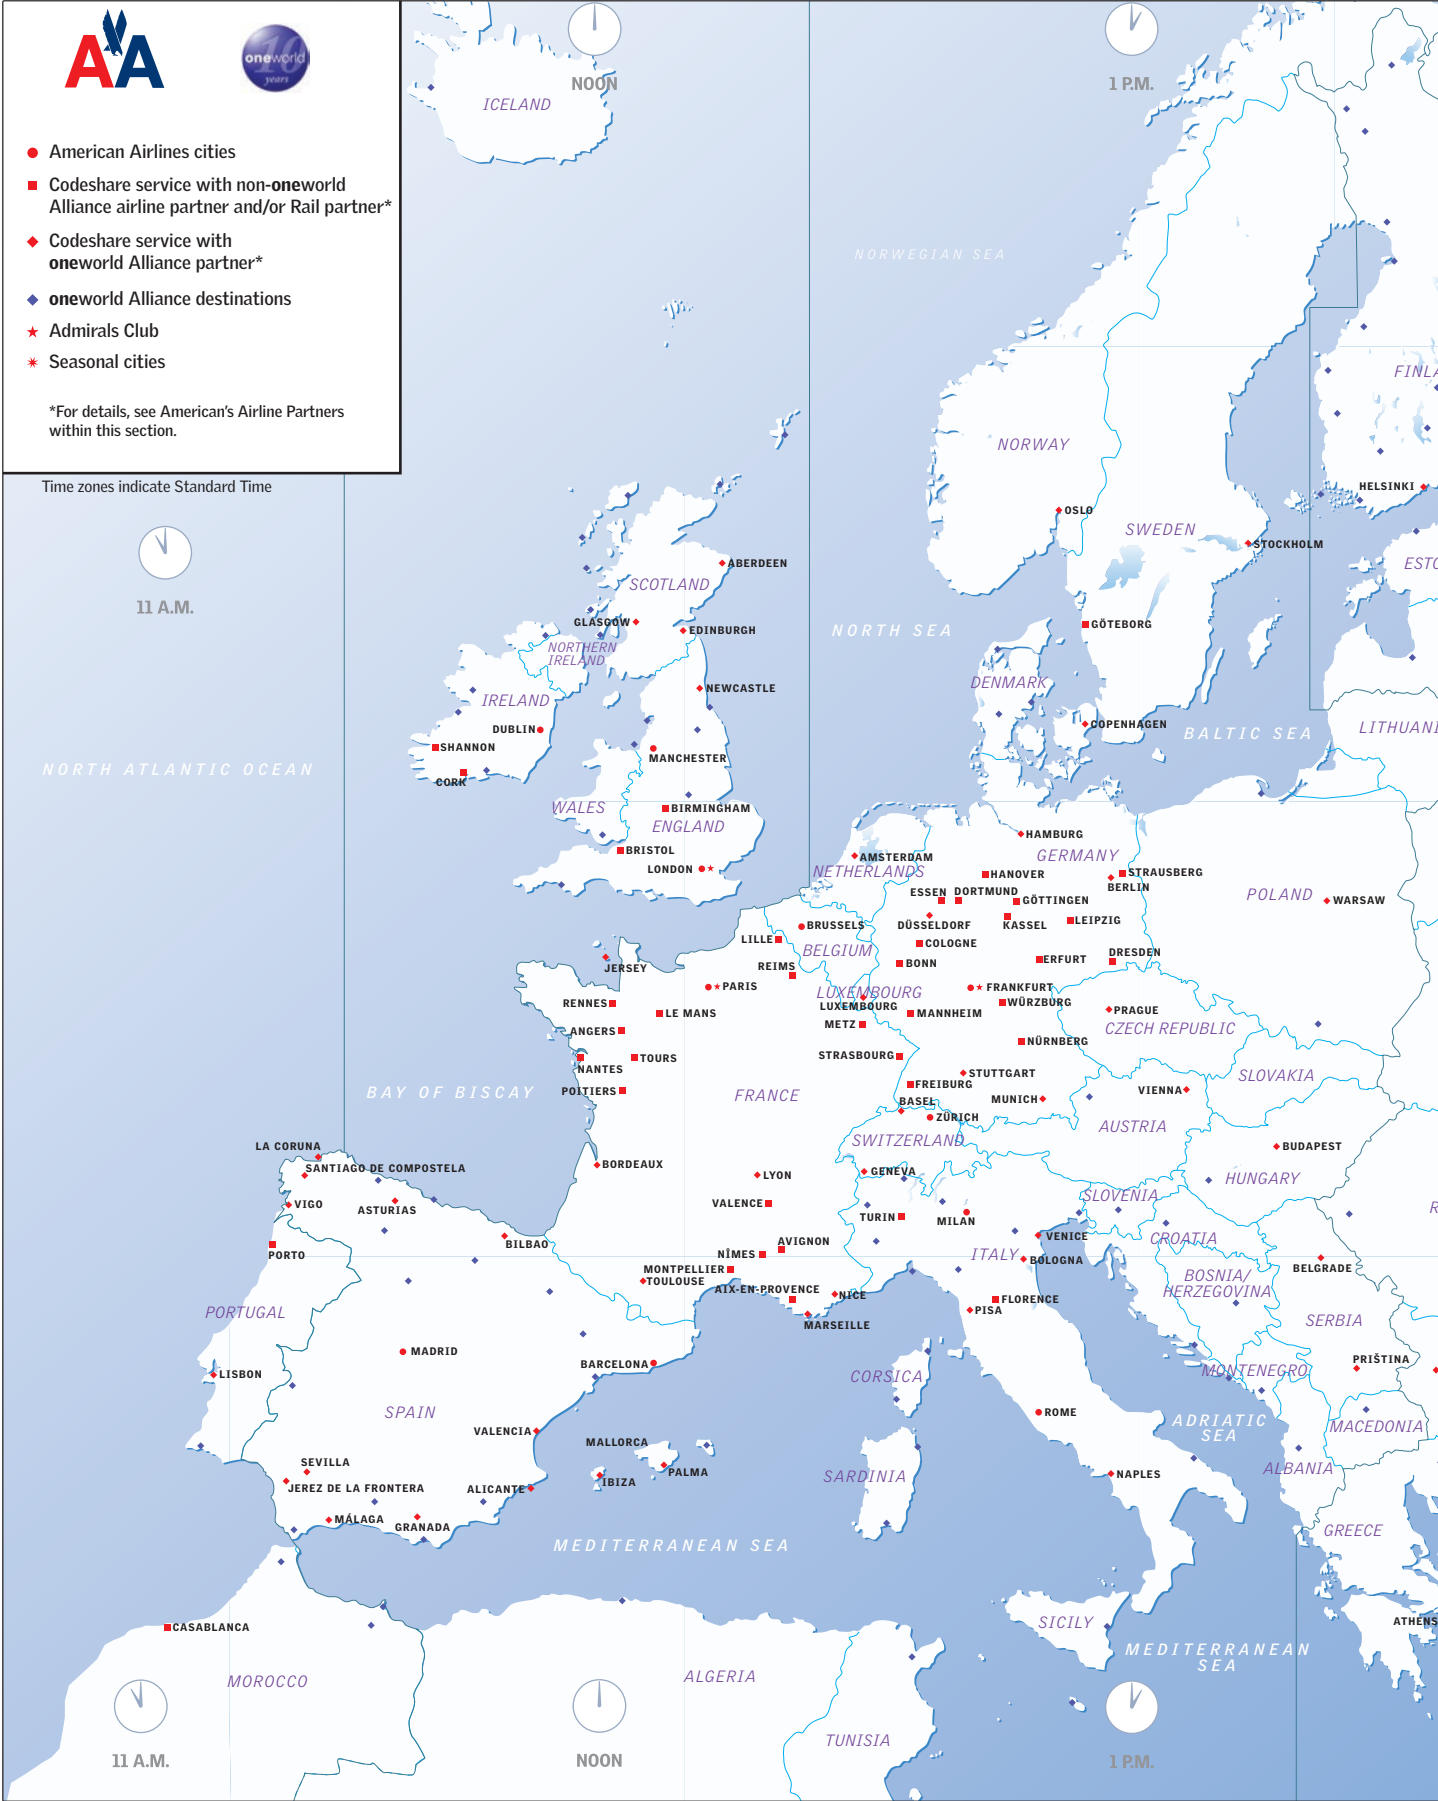 AA
10
oneworld
years
American Airlines cities
Codeshare service with non-oneworld
Alliance airline partner and/or Rail partner*
Codeshare service with
oneworld Alliance partner*
oneworld Alliance destinations
Admirals Club
Seasonal cities
*For details, see American's Airline Partners
within this section.
Time zones indicate Standard Time
NOON
1 P.M.
11 A.M.
ICELAND
NORWEGIAN SEA
FINLA
NORWAY
HELSINKI
OSLO
SWEDEN
STOCKHOLM
ESTO
ABERDEEN
SCOTLAND
GLASGOW
EDINBURGH
NORTH SEA
GÖTEBORG
NORTHERN
IRELAND
DENMARK
NEWCASTLE
IRELAND
DUBLIN
COPENHAGEN
BALTIC SEA
LITHUANI
SHANNON
MANCHESTER
NORTH ATLANTIC OCEAN
CORK
WALES
BIRMINGHAM
ENGLAND
HAMBURG
BRISTOL
LONDON
AMSTERDAM
NETHERLANDS
GERMANY
HANOVER
STRAUSBERG
BERLIN
ESSEN
DORTMUND
GÖTTINGEN
POLAND
WARSAW
BRUSSELS
DÜSSELDORF
KASSEL
LEIPZIG
LILLE
BELGIUM
COLOGNE
DRESDEN
JERSEY
REIMS
BONN
ERFURT
PARIS
LUXEMBOURG
LUXEMBOURG
FRANKFURT
RENNES
LE MANS
MANNHEIM
WÜRZBURG
PRAGUE
ANGERS
METZ
CZECH REPUBLIC
NÜRNBERG
NANTES
TOURS
STRASBOURG
STUTTGART
SLOVAKIA
BAY OF BISCAY
POITIERS
FRANCE
FREIBURG
BASEL
MUNICH
VIENNA
ZÜRICH
AUSTRIA
SWITZERLAND
LA CORUNA
SANTIAGO DE COMPOSTELA
BORDEAUX
LYON
GENEVA
BUDAPEST
HUNGARY
VIGO
ASTURIAS
VALENCE
TURIN
MILAN
SLOVENIA
R
BILBAO
PORTO
AVIGNON
NÎMES
ITALY
VENICE
CROATIA
BOLOGNA
MONTPELLIER
TOULOUSE
BELGRADE
BOSNIA/
HERZEGOVINA
AIX-EN-PROVENCE
NICE
FLORENCE
PISA
PORTUGAL
MARSEILLE
SERBIA
MADRID
BARCELONA
PRIŠTINA
LISBON
CORSICA
MONTENEGRO
SPAIN
ROME
ADRIATIC
SEA
MACEDONIA
VALENCIA
MALLORCA
SEVILLA
PALMA
IBIZA
SARDINIA
NAPLES
ALBANIA
JEREZ DE LA FRONTERA
ALICANTE
MÁLAGA
GRANADA
GREECE
MEDITERRANEAN SEA
CASABLANCA
SICILY
ATHENS
MEDITERRANEAN
SEA
MOROCCO
ALGERIA
TUNISIA
11 A.M.
NOON
1 P.M.